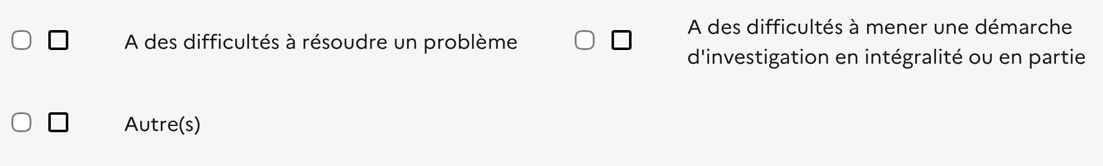 A des difficultés à résoudre un problème
A des difficultés à mener une démarche
d'investigation en intégralité ou en partie
Autre(s)